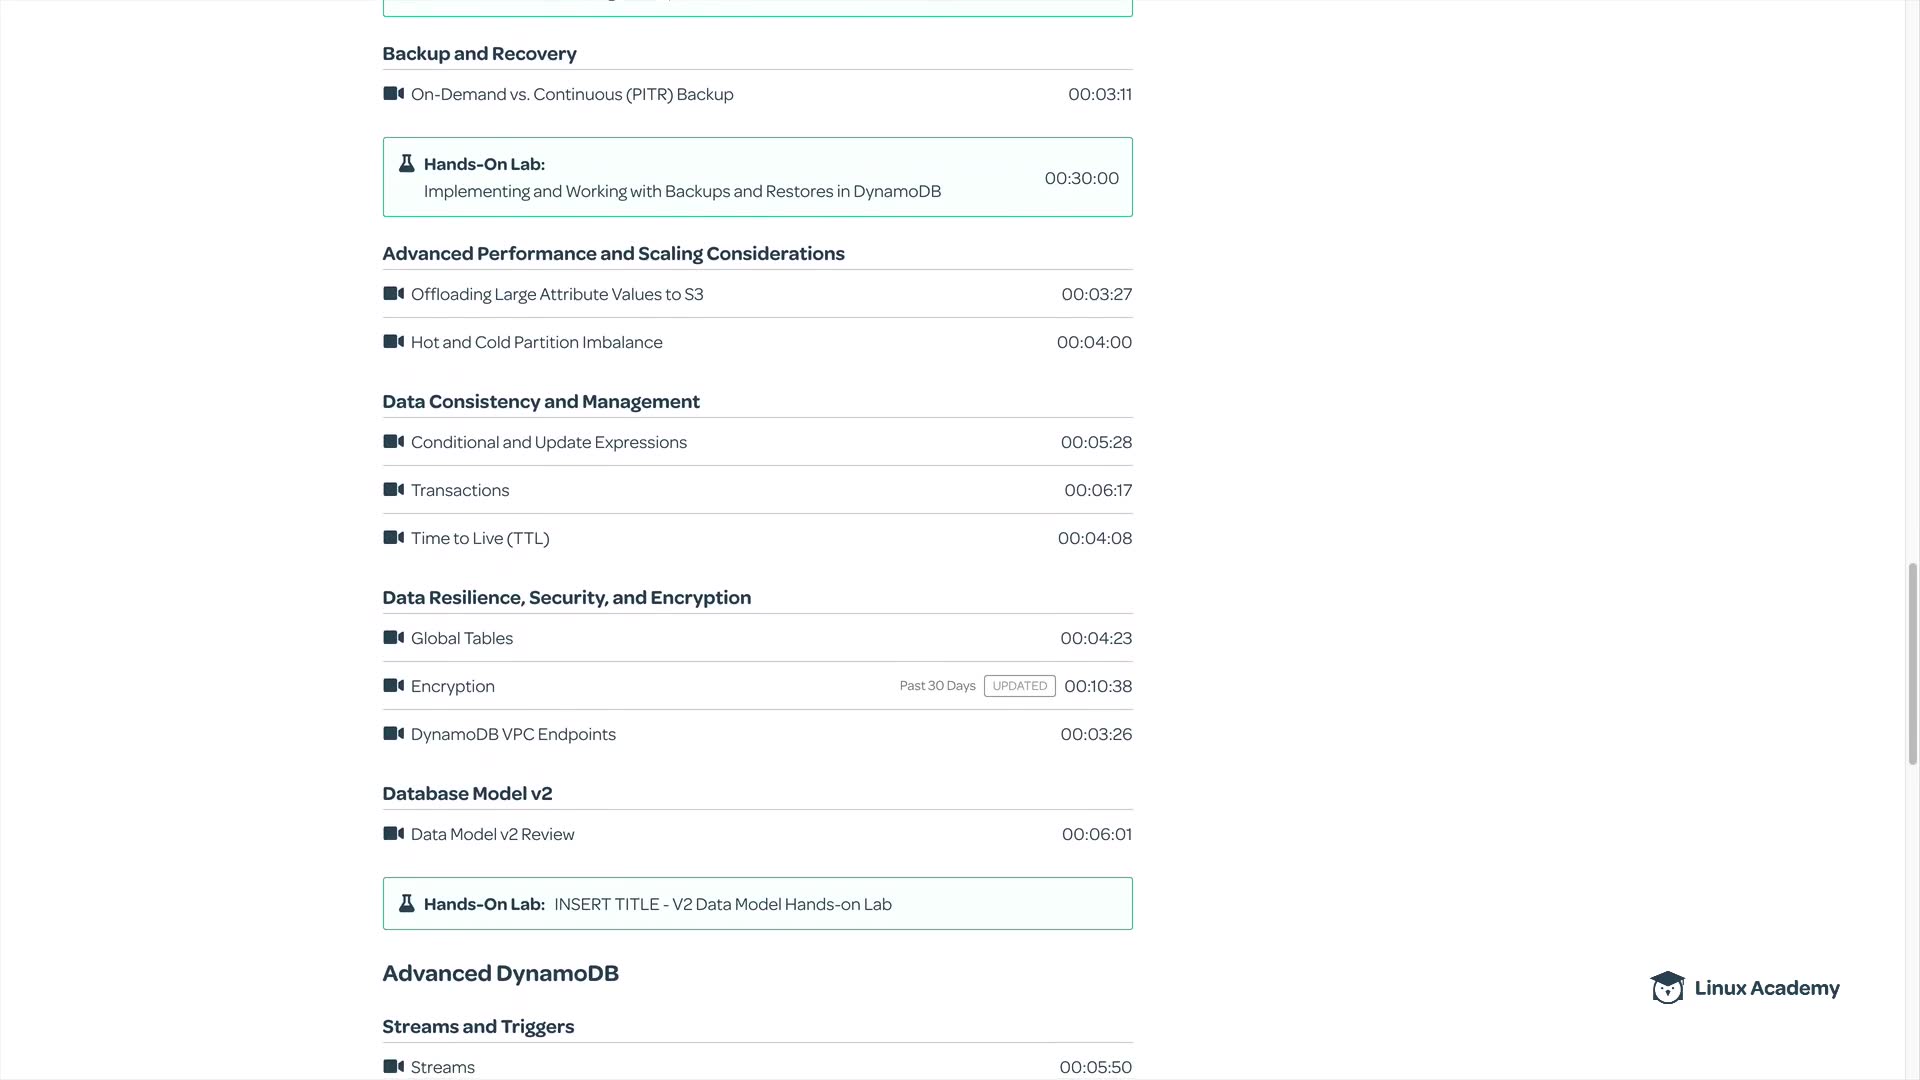 Backup and Recovery
On-Demand vs. Continuous (PITR) Backup 00:03:11
Hands-On Lab:
Implementing and Working with Backups and Restores in DynamoDB 00:30:00
Advanced Performance and Scaling Considerations
Offloading Large Attribute Values to S3 00:03:27
Hot and Cold Partition Imbalance 00:04:00
Data Consistency and Management
Conditional and Update Expressions 00:05:28
Transactions 00:06:17
Time to Live (TTL) 00:04:08
Data Resilience, Security, and Encryption
Global Tables 00:04:23
Encryption Past 30 Days UPDATED 00:10:38
DynamoDB VPC Endpoints 00:03:26
Database Model v2
Data Model v2 Review 00:06:01
Hands-On Lab: INSERT TITLE - V2 Data Model Hands-on Lab
Advanced DynamoDB
Linux Academy
Streams and Triggers
Streams 00:05:50